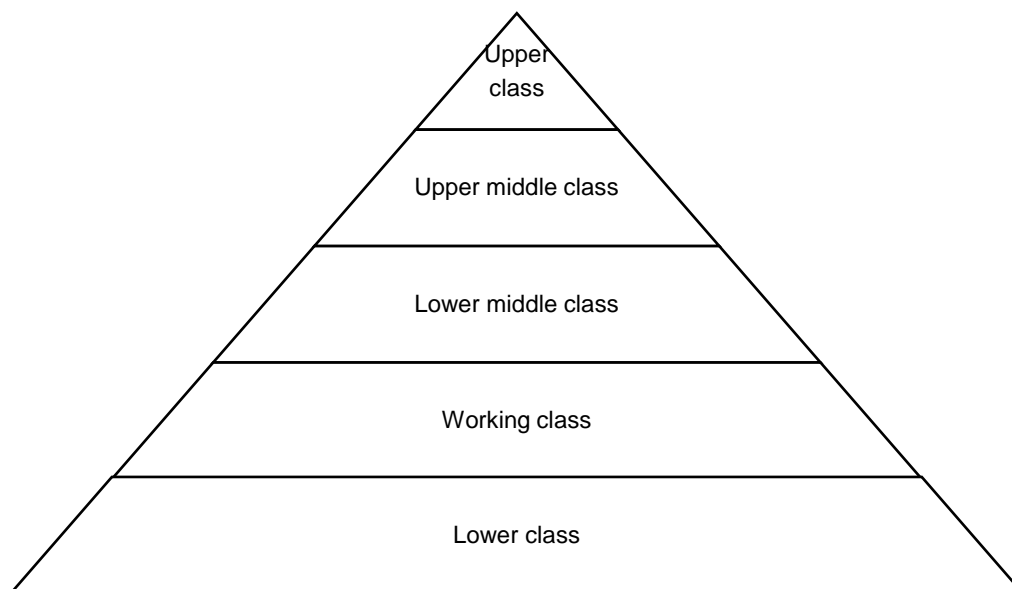 Upper
class
Upper middle class
Lower middle class
Working class
Lower class